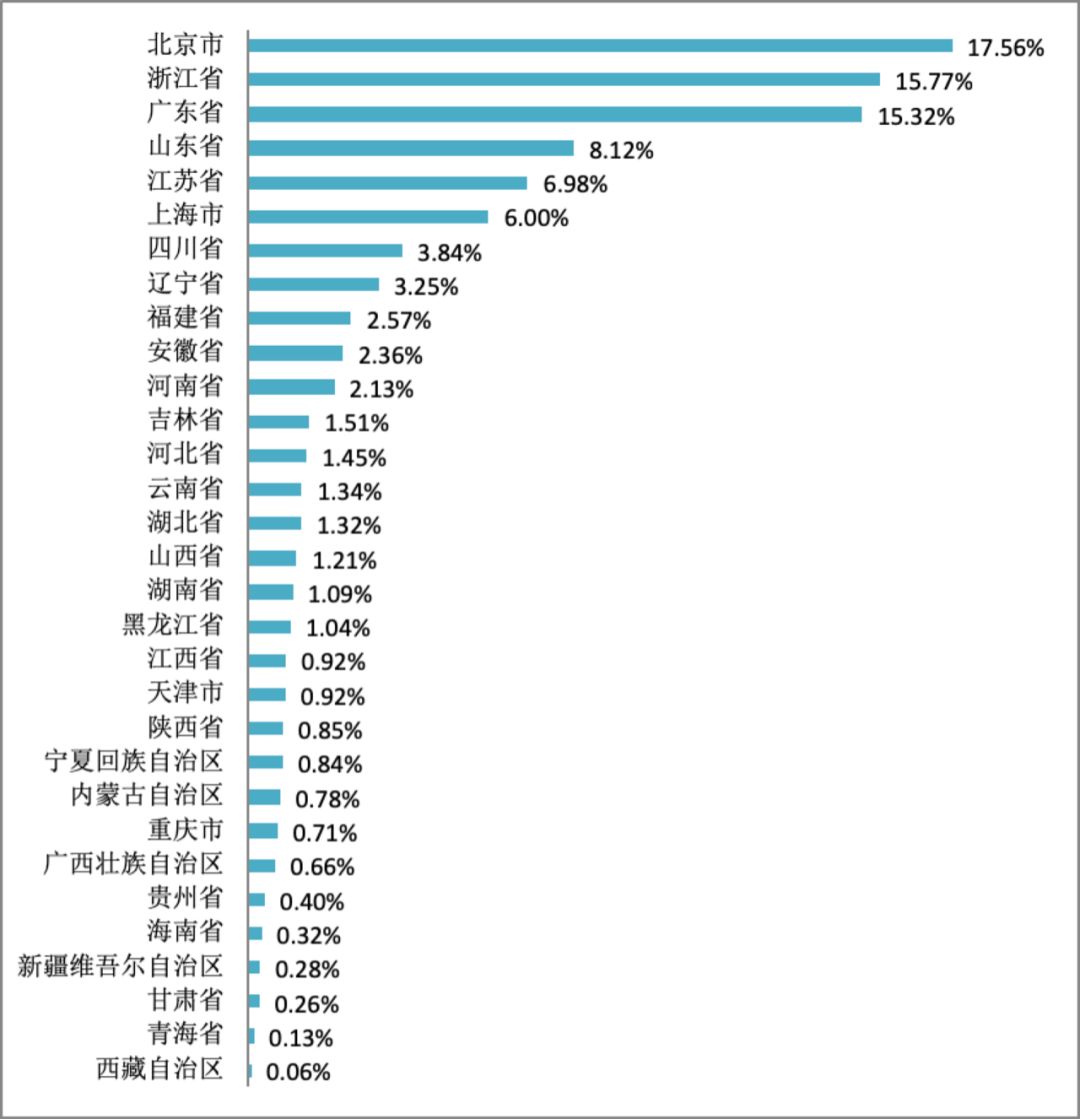 北京市 17.56%
浙江省 15.77%
广东省 15.32%
山东省 8.12%
江苏省 6.98%
上海市 6.00%
四川省 3.84%
辽宁省 3.25%
福建省 2.57%
安徽省 2.36%
河南省 2.13%
吉林省 1.51%
河北省 1.45%
云南省 1.34%
湖北省 1.32%
山西省 1.21%
湖南省 1.09%
黑龙江省 1.04%
江西省 0.92%
天津市 0.92%
陕西省 0.85%
宁夏回族自治区 0.84%
内蒙古自治区 0.78%
重庆市 0.71%
广西壮族自治区 0.66%
贵州省 0.40%
海南省 0.32%
新疆维吾尔自治区 0.28%
甘肃省 0.26%
青海省 0.13%
西藏自治区 0.06%